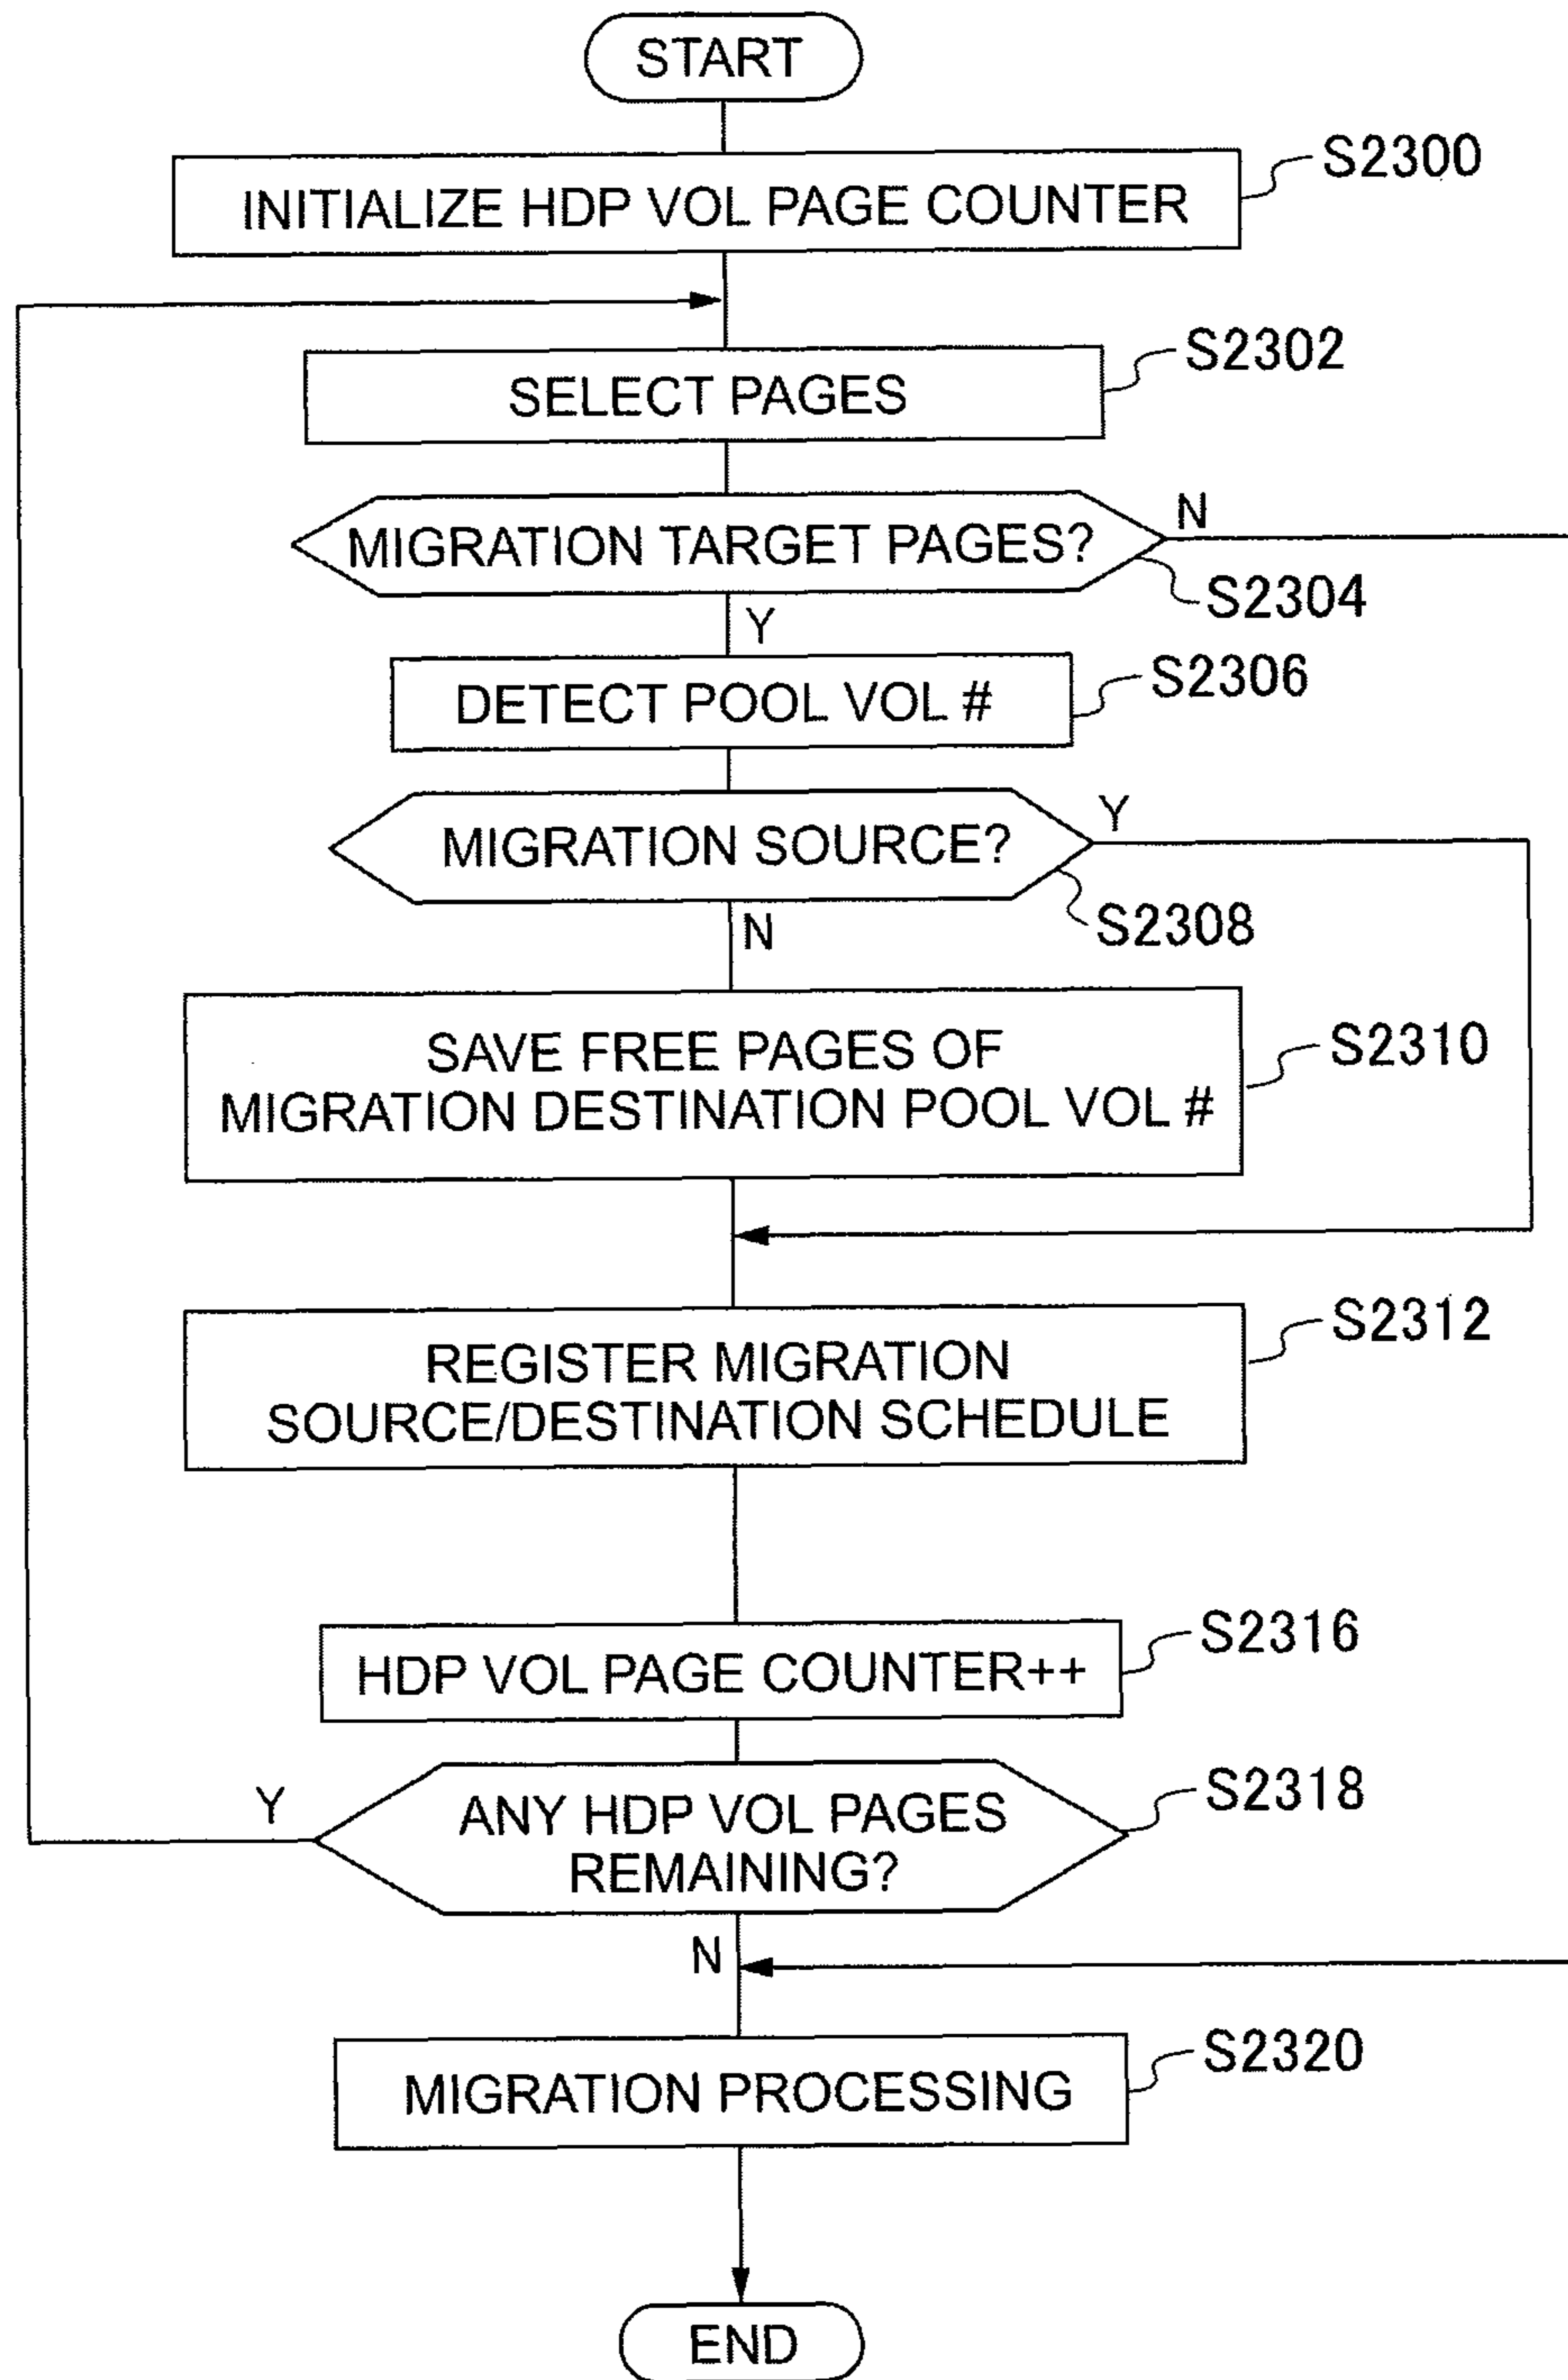 START
INITIALIZE HDP VOL PAGE COUNTER
S2300
SELECT PAGES
S2302
MIGRATION TARGET PAGES?
N
S2304
Y
DETECT POOL VOL #
S2306
MIGRATION SOURCE?
Y
S2308
N
SAVE FREE PAGES OF
MIGRATION DESTINATION POOL VOL #
S2310
REGISTER MIGRATION
SOURCE/DESTINATION SCHEDULE
S2312
HDP VOL PAGE COUNTER++
S2316
Y
ANY HDP VOL PAGES
REMAINING?
S2318
N
MIGRATION PROCESSING
S2320
END